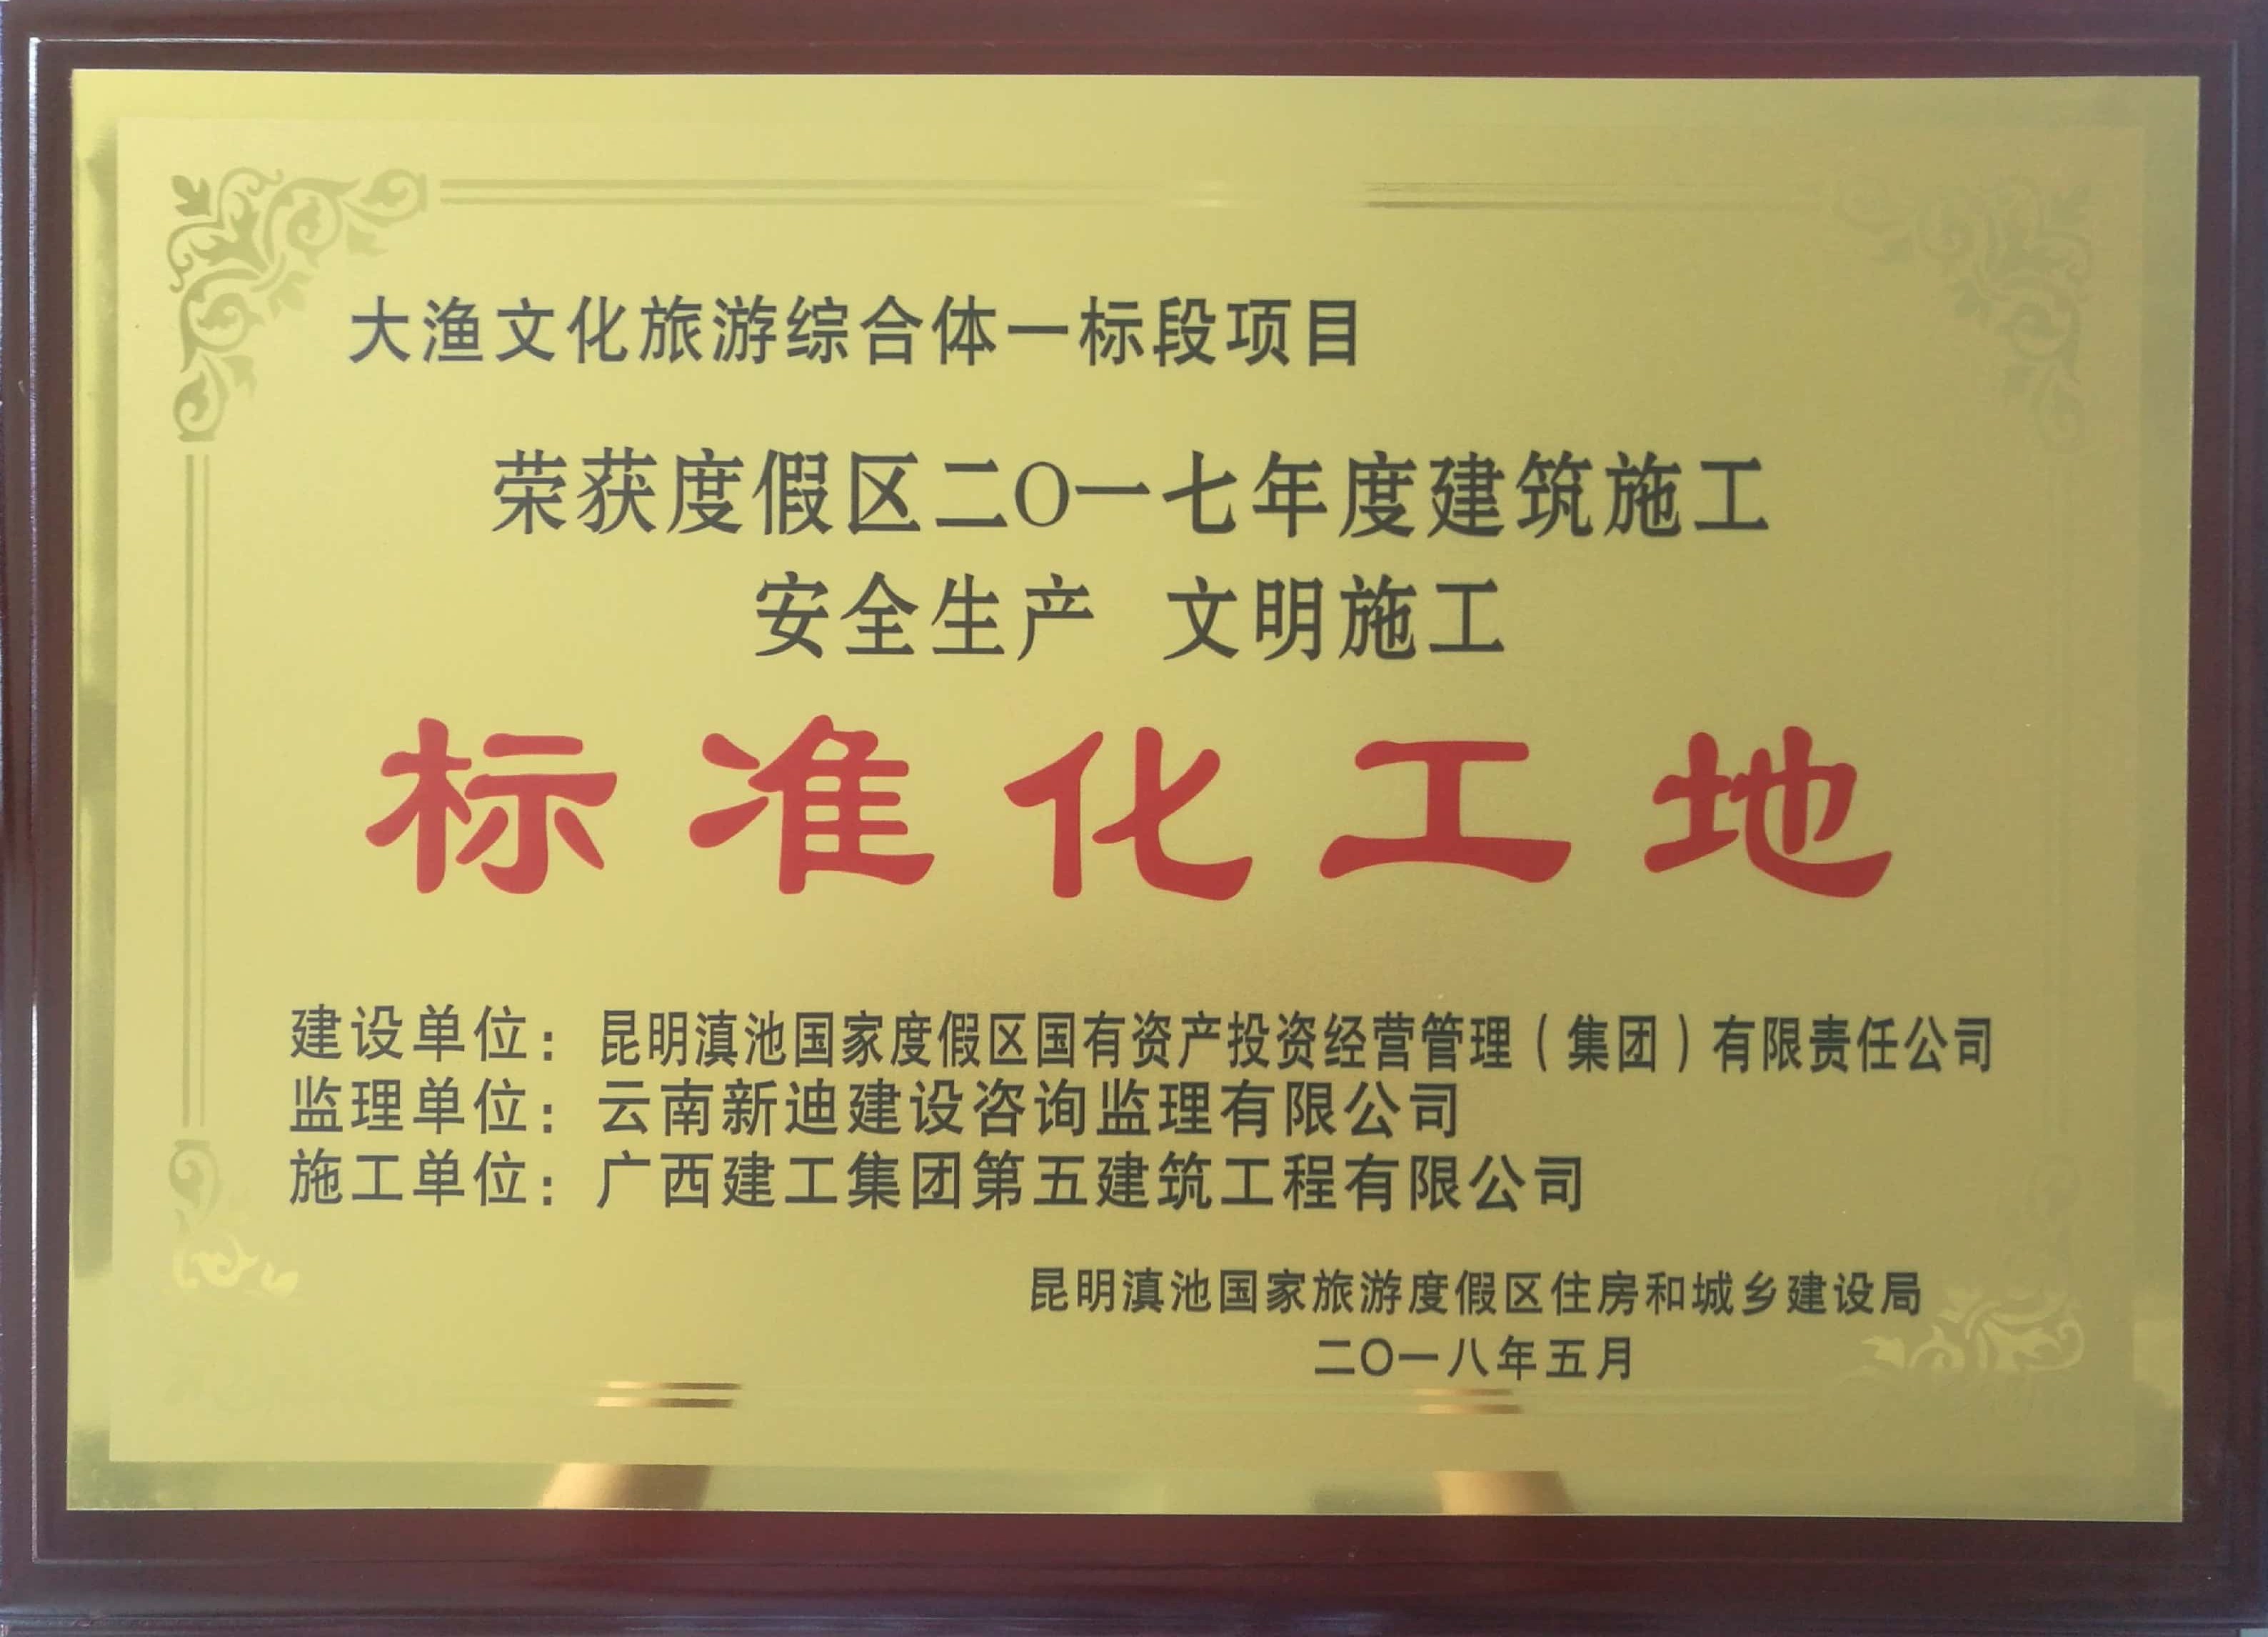 大渔文化旅游综合体一标段项目
荣获度假区二〇一七年度建筑施工
安全生产 文明施工
标准化工地
建设单位：昆明滇池国家度假区国有资产投资经营管理（集团）有限责任公司
监理单位：云南新迪建设咨询监理有限公司
施工单位：广西建工集团第五建筑工程有限公司
昆明滇池国家旅游度假区住房和城乡建设局
二〇一八年五月